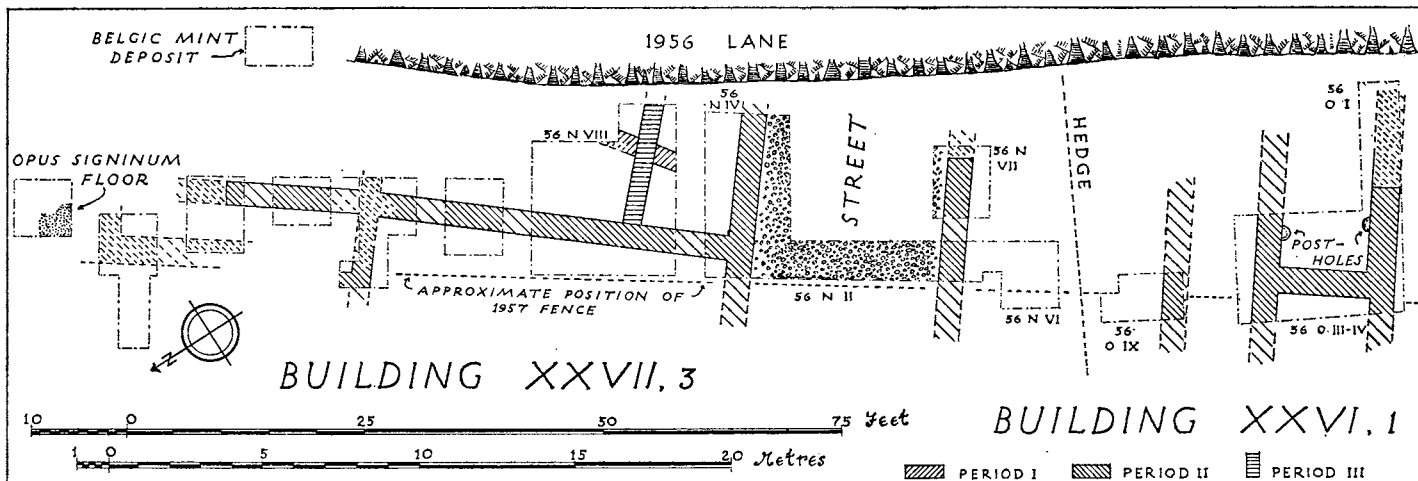 BELGIC MINT
DEPOSIT
1956 LANE
56
N IV
56 N VIII
56
O I
OPUS SIGNINUM
FLOOR
STREET
56 N
VII
HEDGE
POST-
HOLES
APPROXIMATE POSITION OF
1957 FENCE
56 N II
56 N VI
56
O IX
56 O III-IV
N
BUILDING XXVII, 3
10 0 25 50 75 Feet
BUILDING XXVI, 1
1 0 5 10 15 20 Metres
PERIOD I PERIOD II PERIOD III